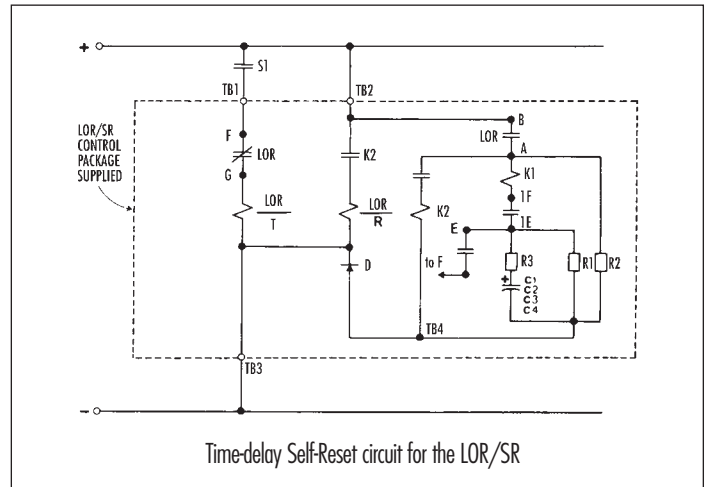 +
S1
TB1
TB2
B
LOR/SR
CONTROL
PACKAGE
SUPPLIED
F
LOR
G
K2
LOR
A
K1
1F
LOR
T
LOR
R
K2
1E
E
to F
R3
R1
R2
D
+
C1
C2
C3
C4
TB4
TB3
-
Time-delay Self-Reset circuit for the LOR/SR